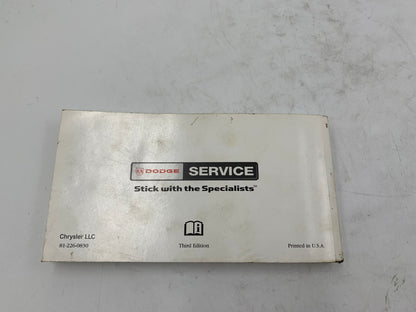 DODGE SERVICE
Stick with the Specialists™
Chrysler LLC
81-226-0850 Third Edition Printed in U.S.A.